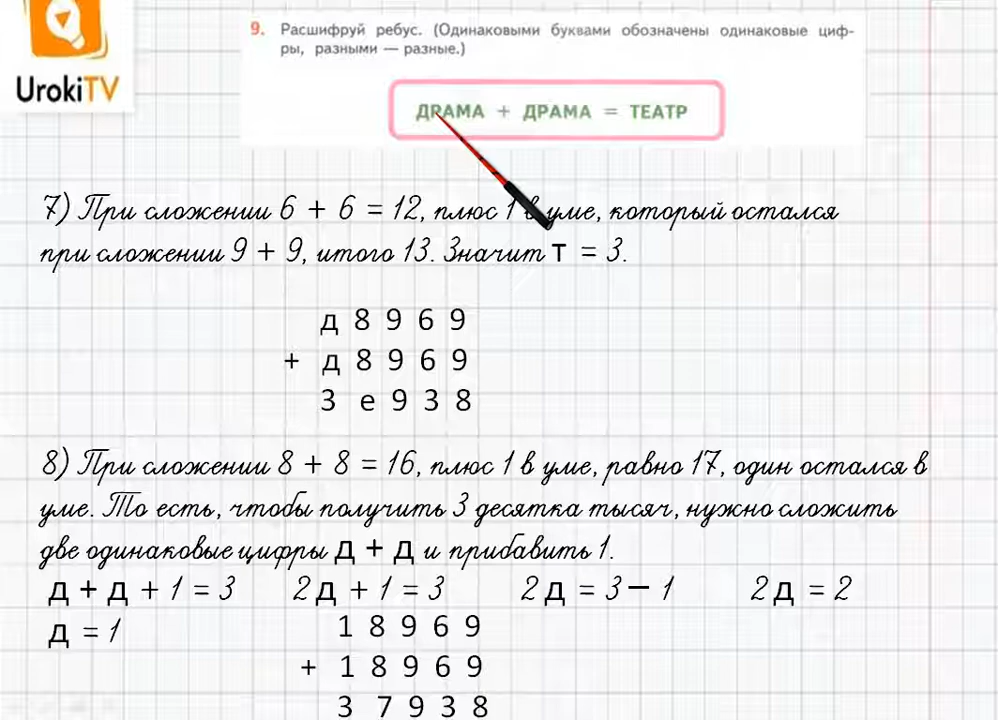 UrokiTV
9. Расшифруй ребус. (Одинаковыми буквами обозначены одинаковые циф-
ры, разными — разные.)
ДРАМА + ДРАМА = ТЕАТР
7) При сложении 6 + 6 = 12, плюс 1 в уме, который остался
при сложении 9 + 9, итого 13. Значит т = 3.
д 8 9 6 9
+ д 8 9 6 9
3 е 9 3 8
8) При сложении 8 + 8 = 16, плюс 1 в уме, равно 17, один остался в
уме. То есть, чтобы получить 3 десятка тысяч, нужно сложить
две одинаковые цифры д + д и прибавить 1.
д + д + 1 = 3 2д + 1 = 3 2д = 3 – 1 2д = 2
д = 1
1 8 9 6 9
+ 1 8 9 6 9
3 7 9 3 8